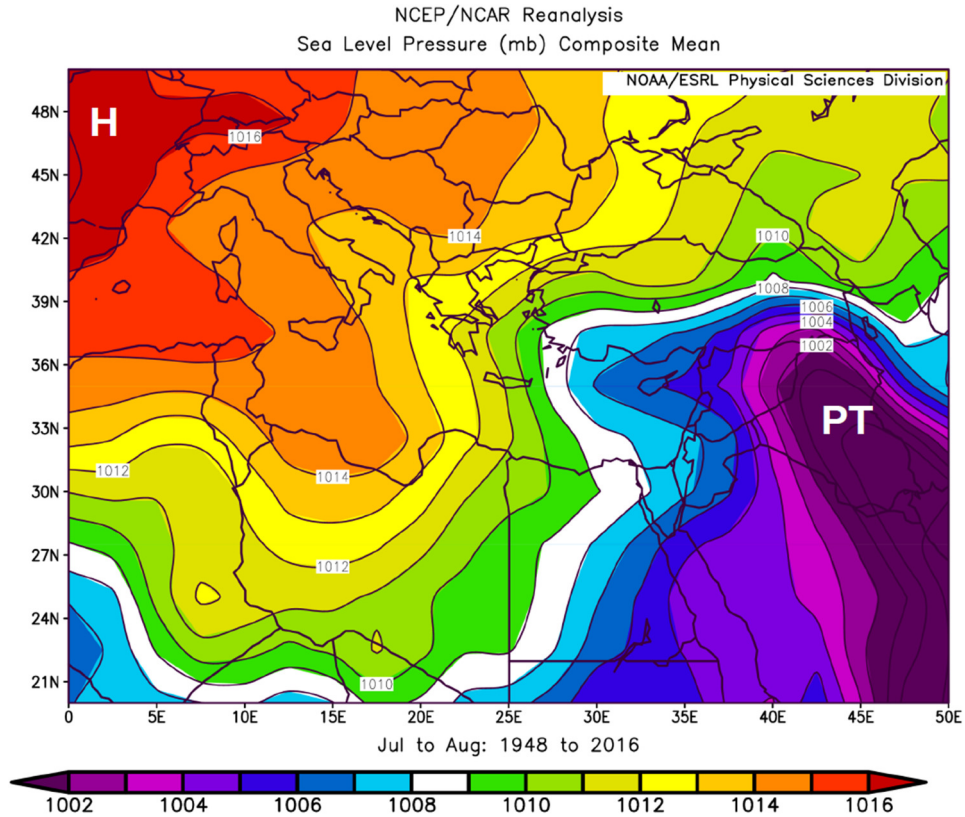 NCEP/NCAR Reanalysis
Sea Level Pressure (mb) Composite Mean
NOAA/ESRL Physical Sciences Division
H
48N
1016
45N
42N
1014
1010
39N
1008
1006
1004
1002
36N
PT
33N
1012
1014
30N
27N
1012
24N
1010
21N
0 5E 10E 15E 20E 25E 30E 35E 40E 45E 50E
Jul to Aug: 1948 to 2016
1002 1004 1006 1008 1010 1012 1014 1016